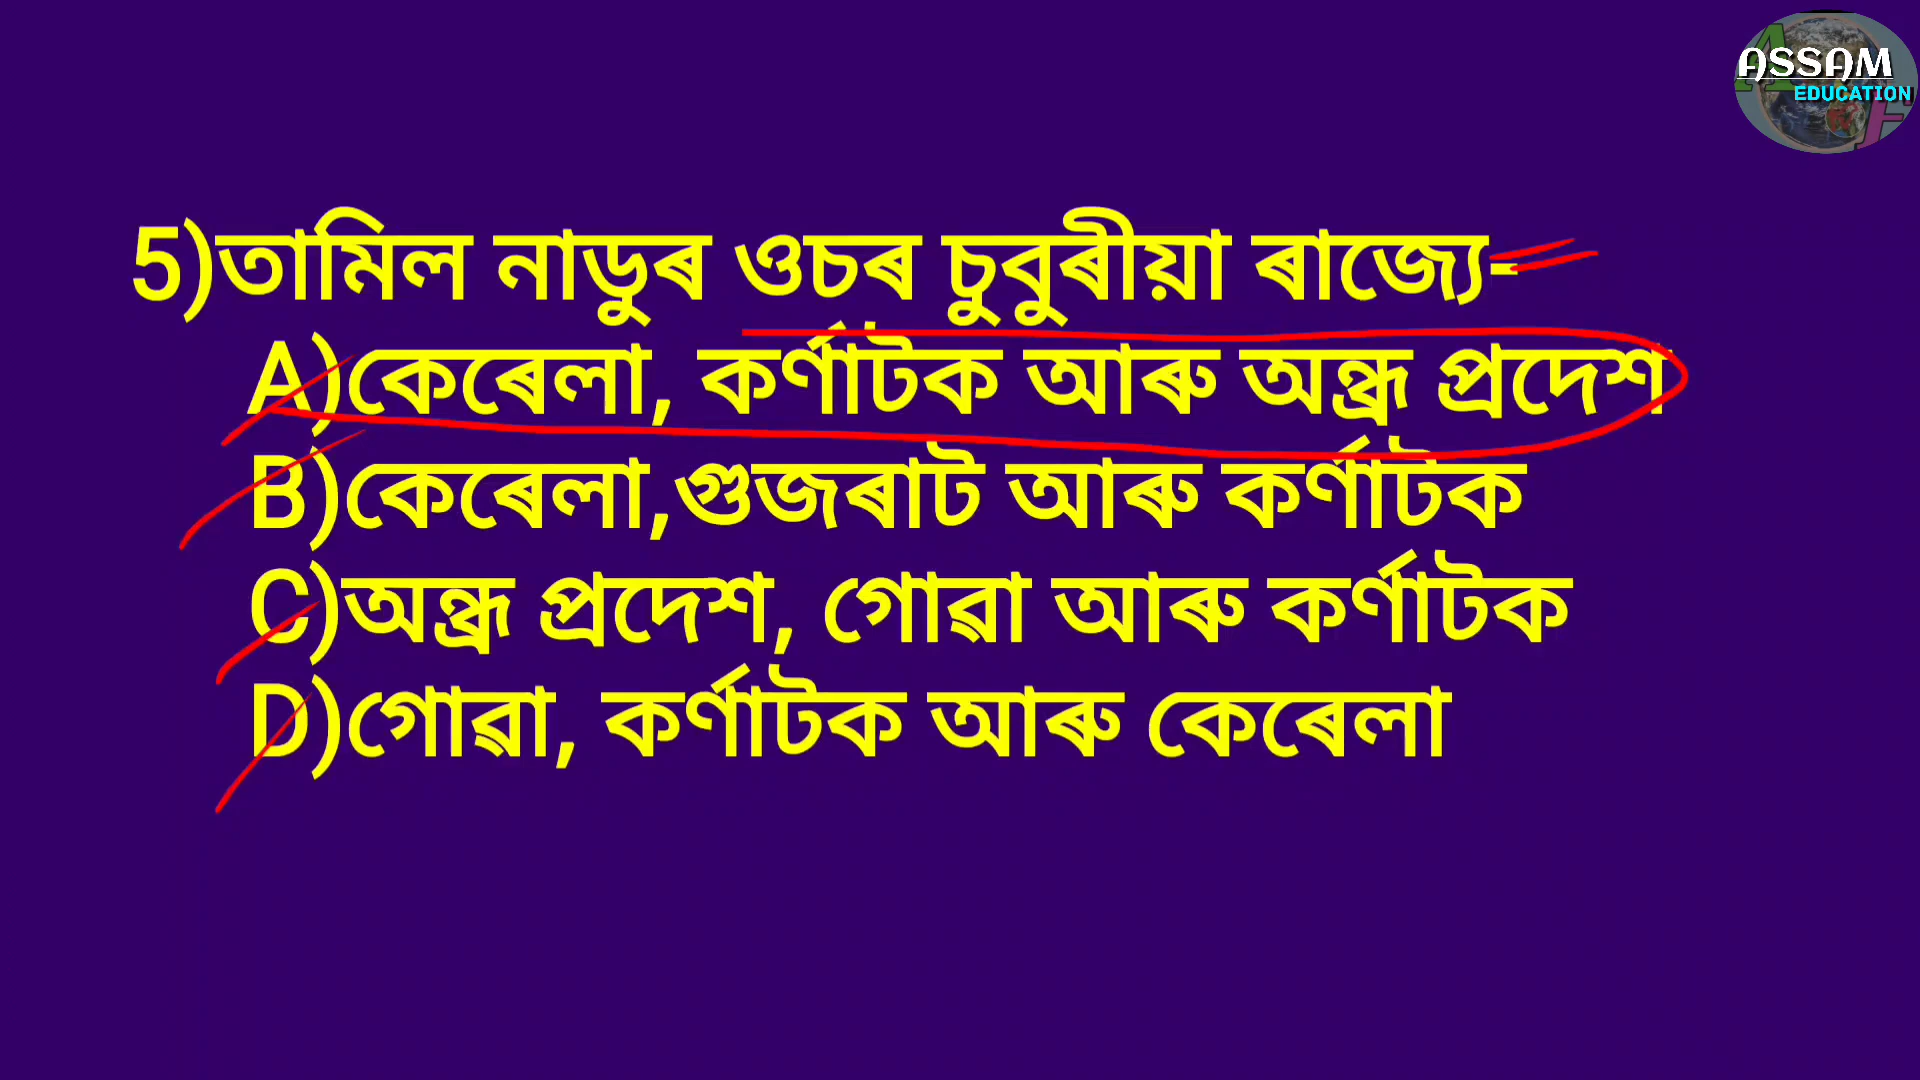 ASSAM
EDUCATION
5)তামিল নাডুৰ ওচৰ চুবুৰীয়া ৰাজ্যে-
A)কেৰেলা, কৰ্ণাটক আৰু অন্ধ্ৰ প্ৰদেশ
B)কেৰেলা,গুজৰাট আৰু কৰ্ণাটক
C)অন্ধ্ৰ প্ৰদেশ, গোৱা আৰু কৰ্ণাটক
D)গোৱা, কৰ্ণাটক আৰু কেৰেলা